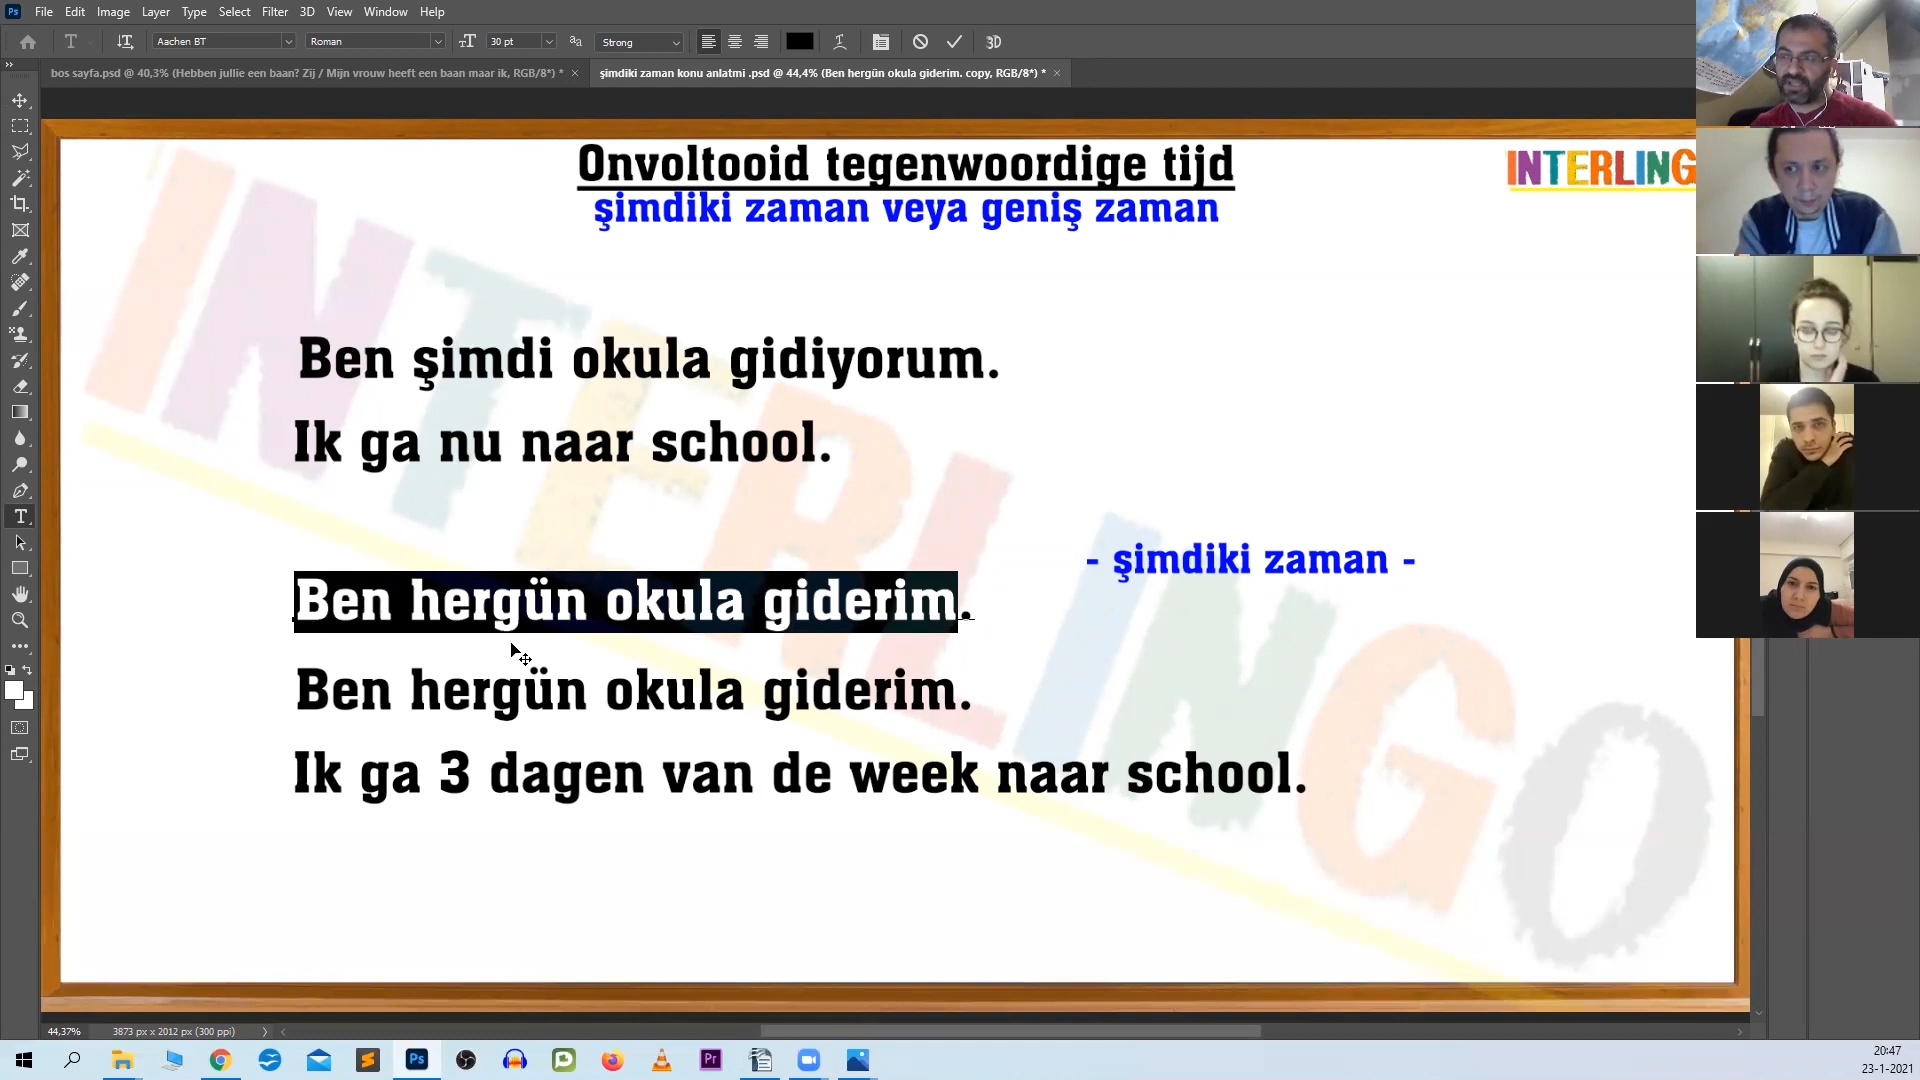 Ps File Edit Image Layer Type Select Filter 3D View Window Help
Aachen BT Roman 30 pt Strong 3D
bos sayfa.psd @ 40,3% (Hebben jullie een baan? Zij / Mijn vrouw heeft een baan maar ik, RGB/8*) * şimdiki zaman konu anlatmi .psd @ 44,4% (Ben hergün okula giderim. copy, RGB/8*) *
Onvoltooid tegenwoordige tijd
şimdiki zaman veya geniş zaman
INTERLING
Ben şimdi okula gidiyorum.
Ik ga nu naar school.
- şimdiki zaman -
Ben hergün okula giderim.
Ben hergün okula giderim.
Ik ga 3 dagen van de week naar school.
INTERLINGO
44,37% 3873 px x 2012 px (300 ppi)
Ps Pr
20:47
23-1-2021